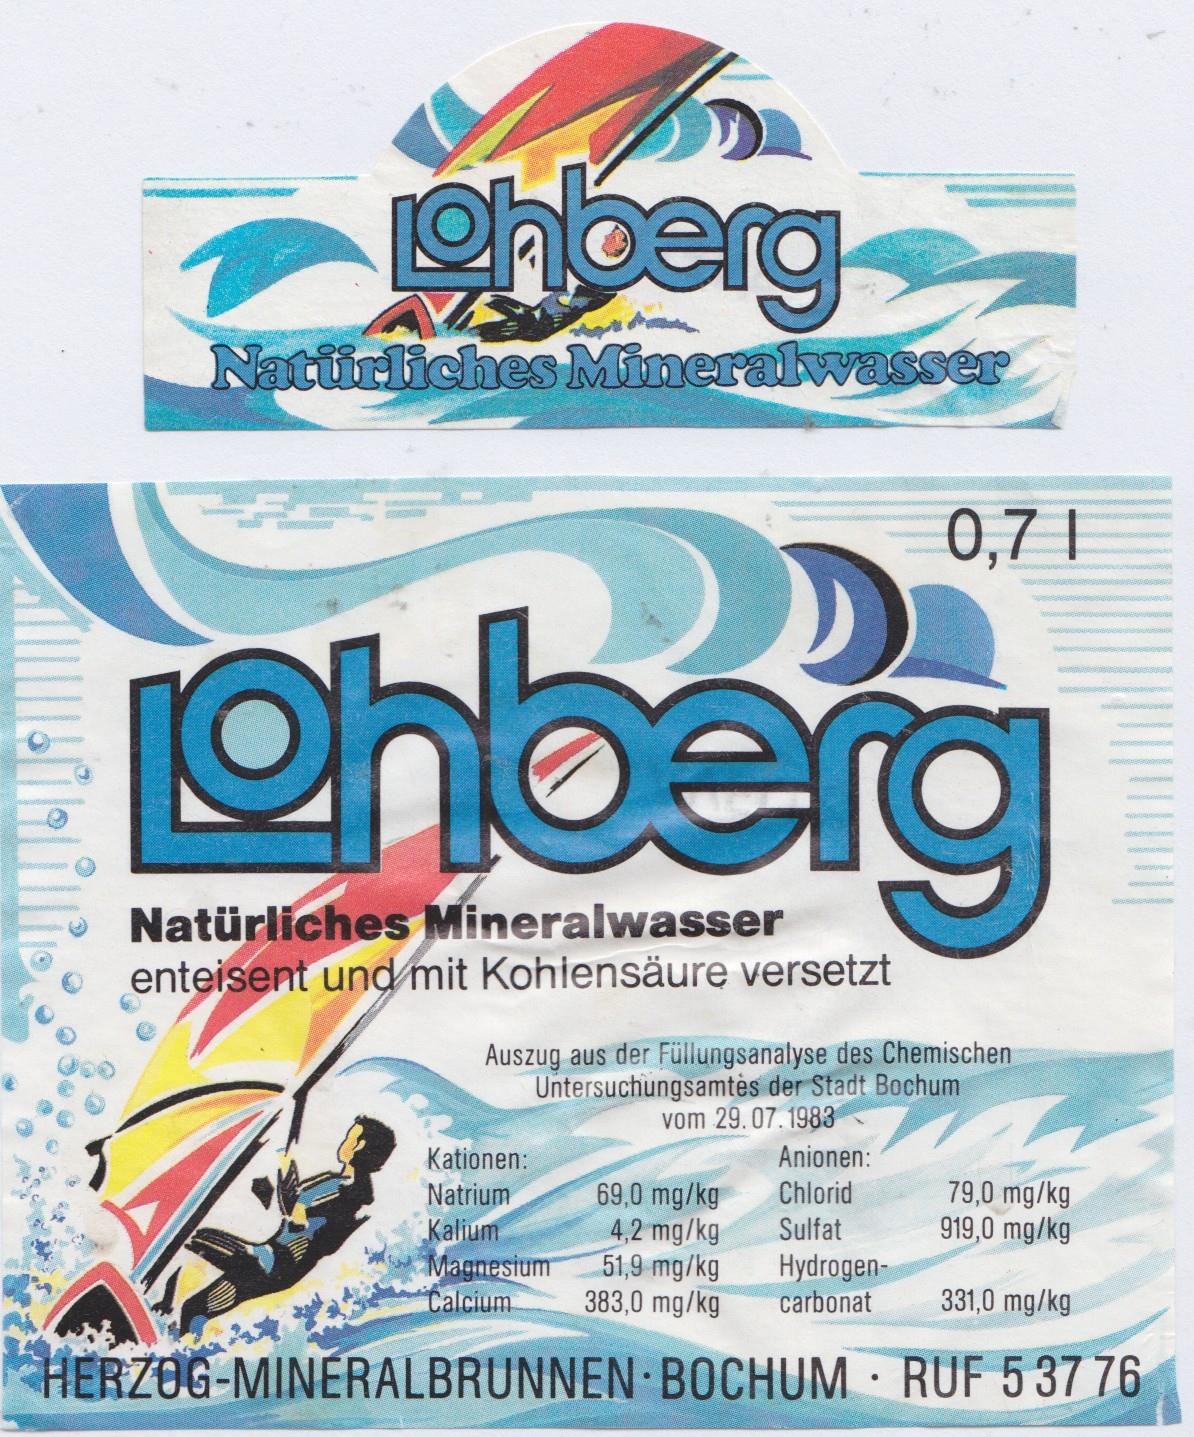 Lohberg
Natürliches Mineralwasser
0,7 l
Lohberg
Natürliches Mineralwasser
enteisent und mit Kohlensäure versetzt
Auszug aus der Füllungsanalyse des Chemischen
Untersuchungsamtes der Stadt Bochum
vom 29.07.1983
Kationen: Anionen:
Natrium 69,0 mg/kg Chlorid 79,0 mg/kg
Kalium 4,2 mg/kg Sulfat 919,0 mg/kg
Magnesium 51,9 mg/kg Hydrogen-
Calcium 383,0 mg/kg carbonat 331,0 mg/kg
HERZOG-MINERALBRUNNEN · BOCHUM · RUF 5 37 76